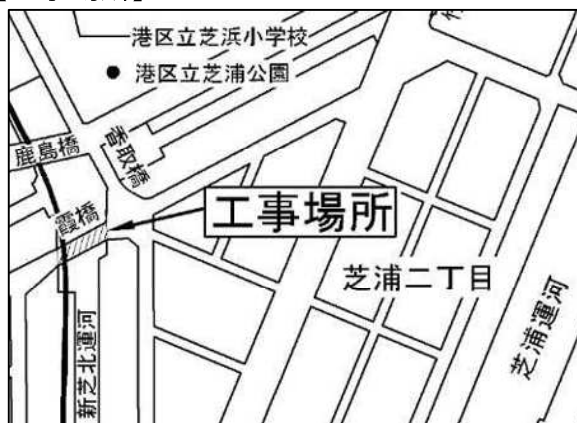 港区立芝浜小学校
港区立芝浦公園
鹿島橋
香取橋
霞橋
工事場所
芝浦二丁目
芝浦運河
新芝北運河